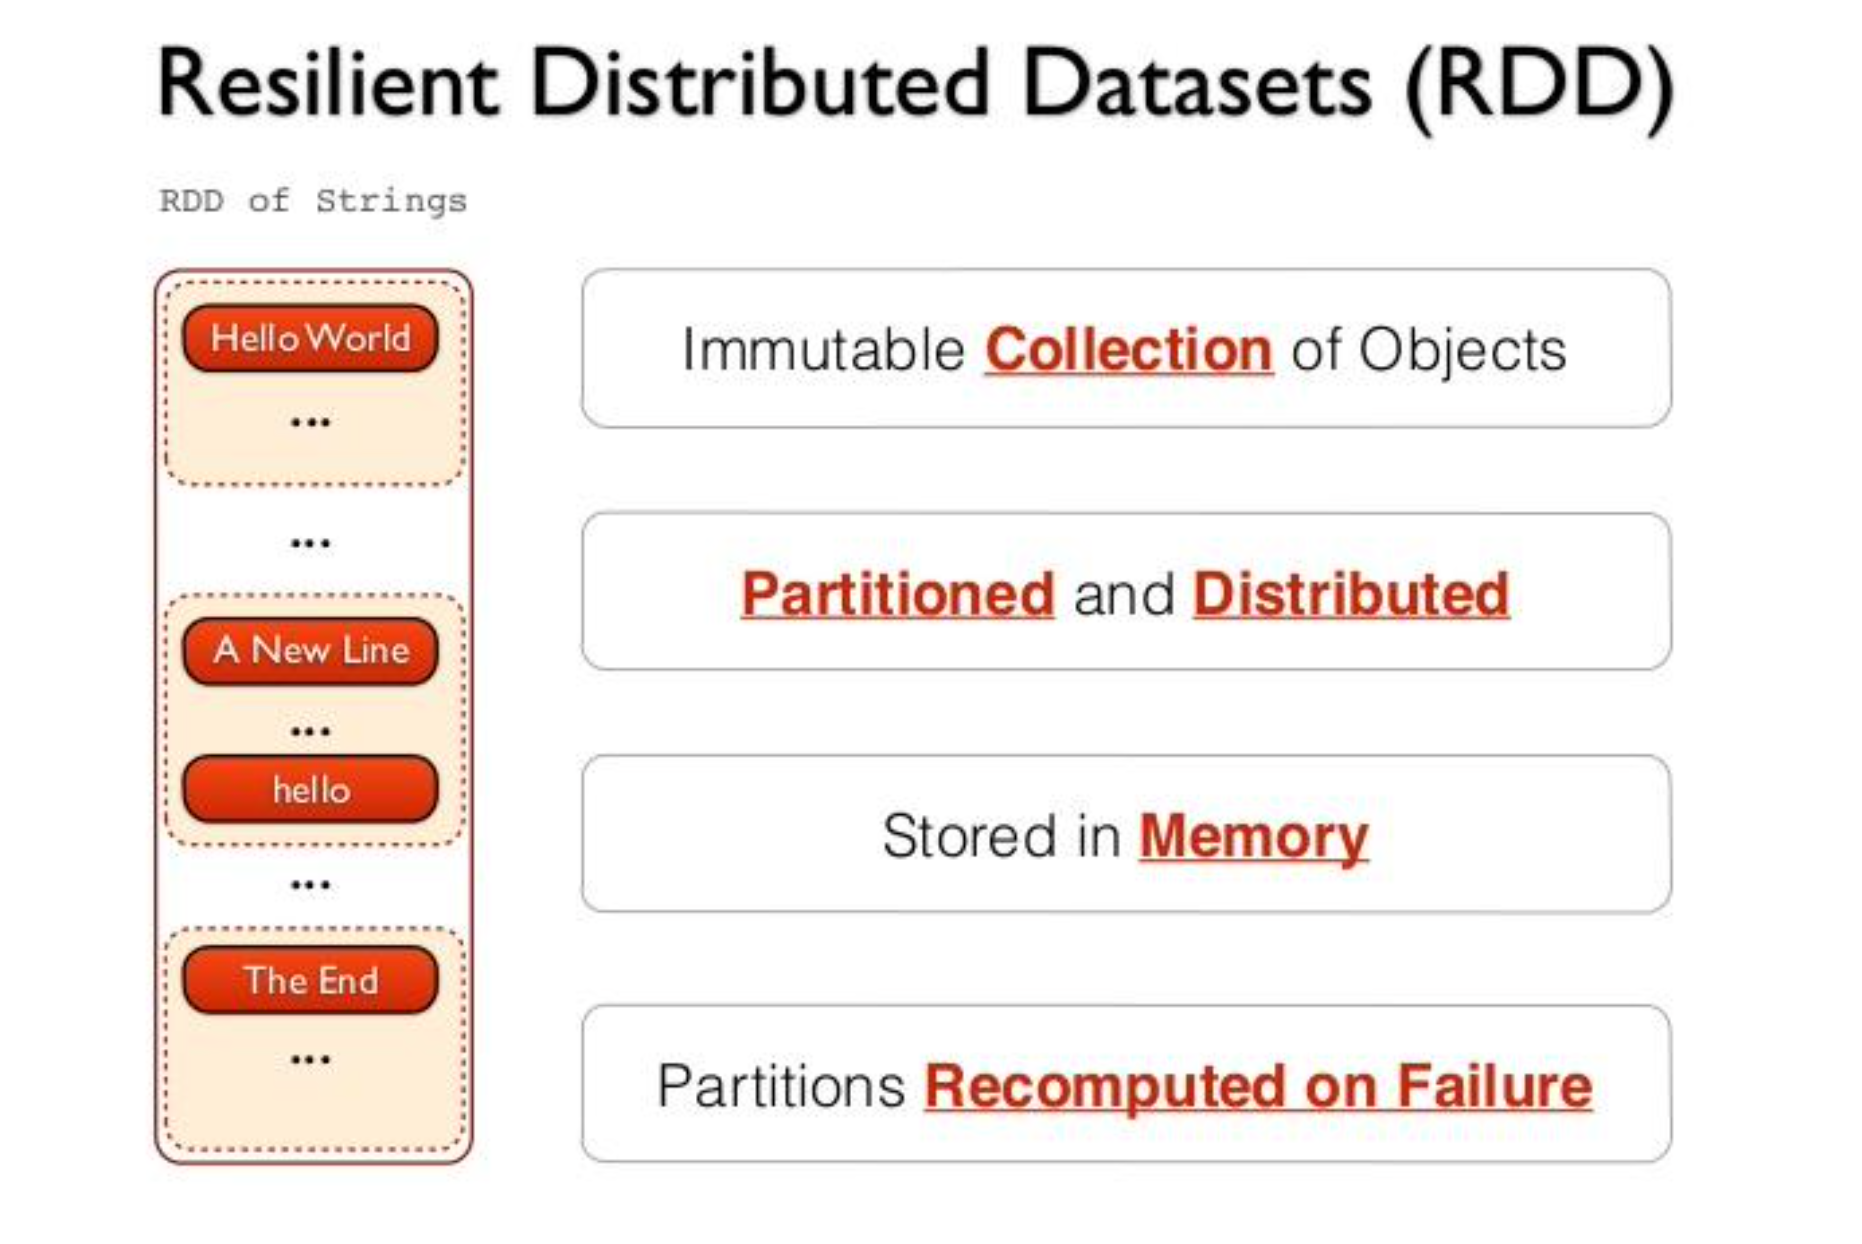 Resilient Distributed Datasets (RDD)
RDD of Strings
Hello World
...
...
A New Line
...
hello
...
The End
...
Immutable Collection of Objects
Partitioned and Distributed
Stored in Memory
Partitions Recomputed on Failure